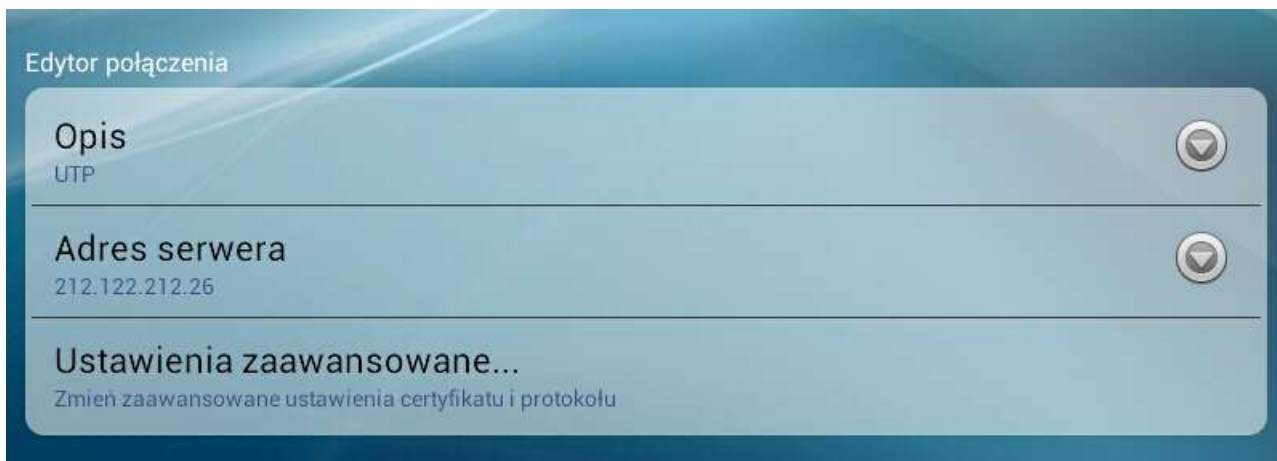 Edytor połączenia
Opis
UTP
Adres serwera
212.122.212.26
Ustawienia zaawansowane...
Zmień zaawansowane ustawienia certyfikatu i protokołu